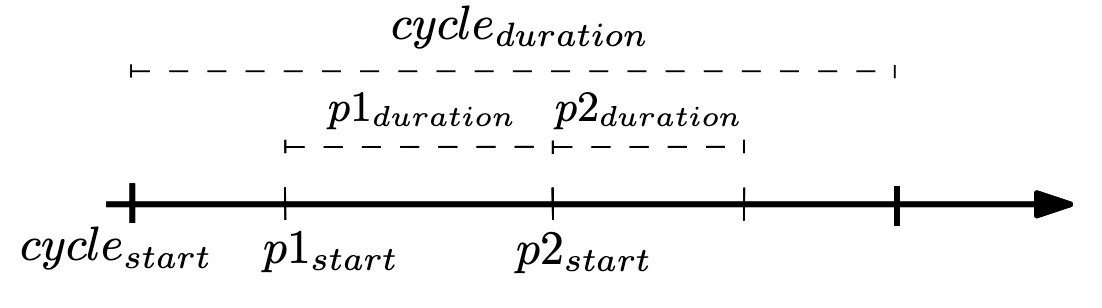 cycle_duration
p1_duration p2_duration
cycle_start p1_start p2_start